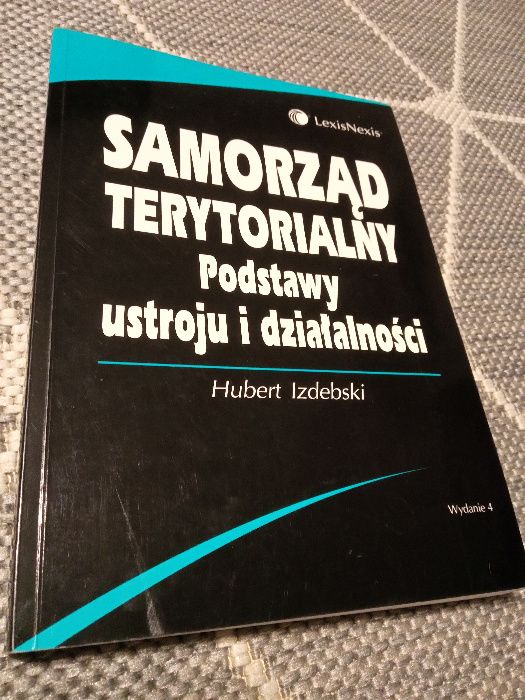 LexisNexis
SAMORZĄD
TERYTORIALNY
Podstawy
ustroju i działalności
Hubert Izdebski
Wydanie 4